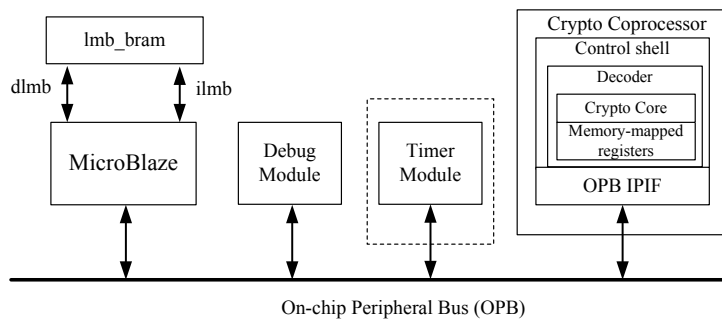 lmb_bram
dlmb
ilmb
MicroBlaze
Debug
Module
Timer
Module
Crypto Coprocessor
Control shell
Decoder
Crypto Core
Memory-mapped
registers
OPB IPIF
On-chip Peripheral Bus (OPB)